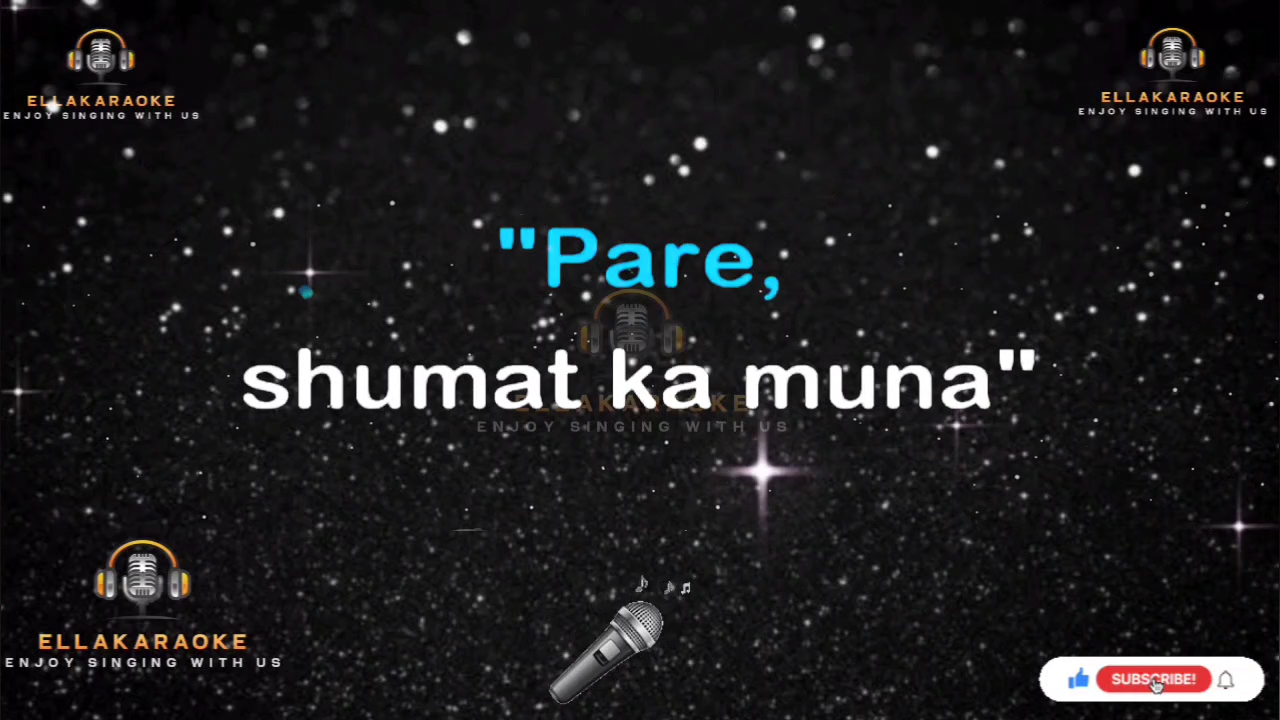 ELLAKARAOKE
ENJOY SINGING WITH US
ELLAKARAOKE
ENJOY SINGING WITH US
"Pare,
shumat ka muna"
ELLAKARAOKE
ENJOY SINGING WITH US
ELLAKARAOKE
ENJOY SINGING WITH US
SUBSCRIBE!